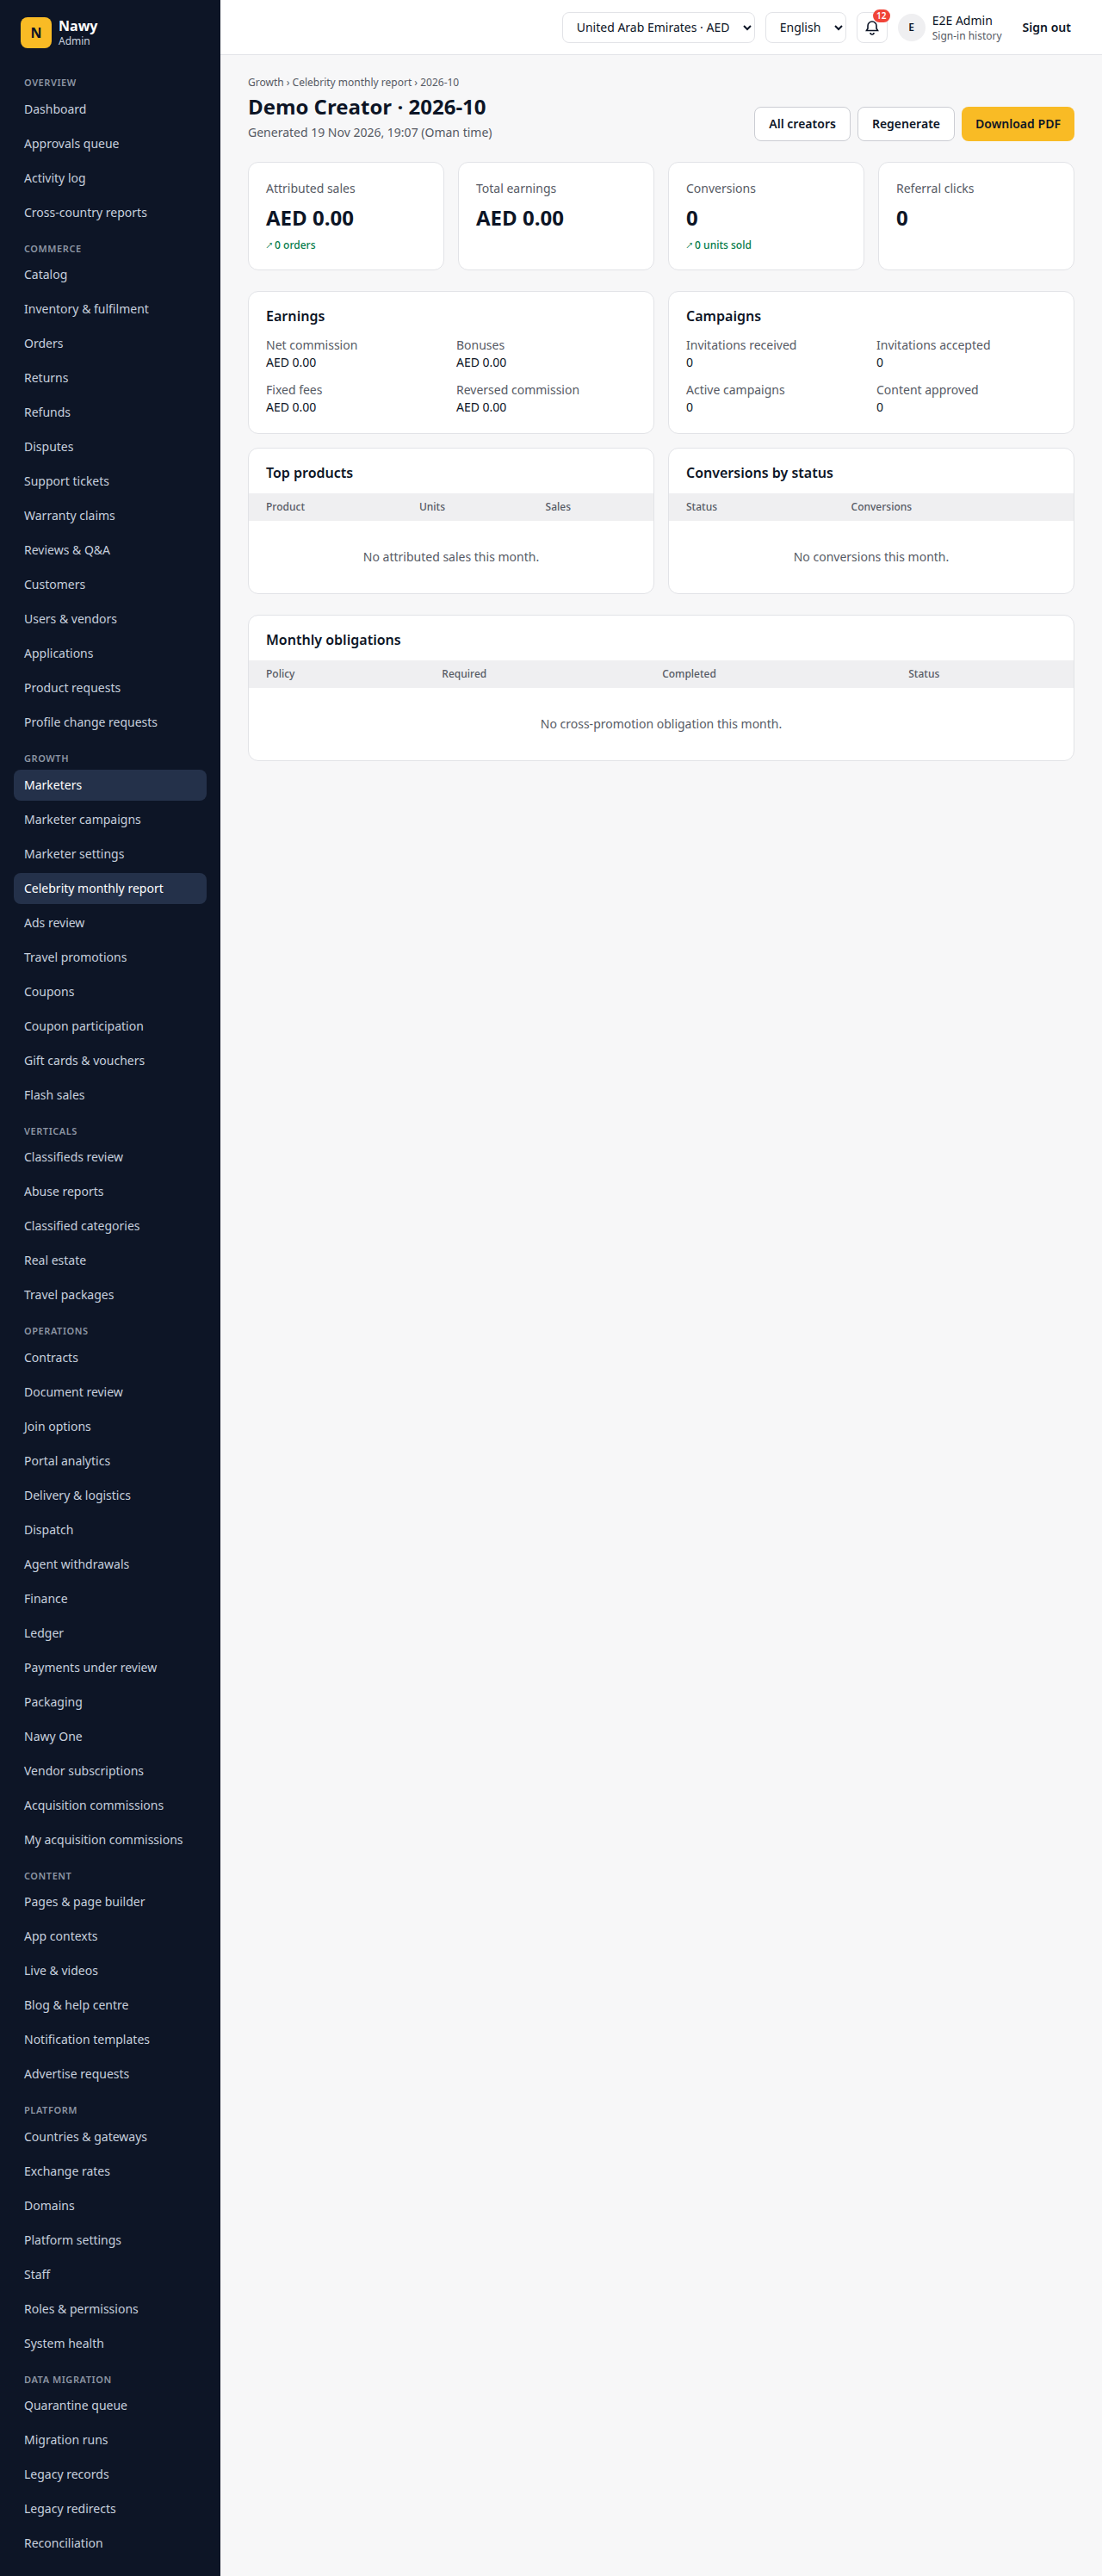 N
Nawy
Admin
OVERVIEW
Dashboard
Approvals queue
Activity log
Cross-country reports
COMMERCE
Catalog
Inventory & fulfilment
Orders
Returns
Refunds
Disputes
Support tickets
Warranty claims
Reviews & Q&A
Customers
Users & vendors
Applications
Product requests
Profile change requests
GROWTH
Marketers
Marketer campaigns
Marketer settings
Celebrity monthly report
Ads review
Travel promotions
Coupons
Coupon participation
Gift cards & vouchers
Flash sales
VERTICALS
Classifieds review
Abuse reports
Classified categories
Real estate
Travel packages
OPERATIONS
Contracts
Document review
Join options
Portal analytics
Delivery & logistics
Dispatch
Agent withdrawals
Finance
Ledger
Payments under review
Packaging
Nawy One
Vendor subscriptions
Acquisition commissions
My acquisition commissions
CONTENT
Pages & page builder
App contexts
Live & videos
Blog & help centre
Notification templates
Advertise requests
PLATFORM
Countries & gateways
Exchange rates
Domains
Platform settings
Staff
Roles & permissions
System health
DATA MIGRATION
Quarantine queue
Migration runs
Legacy records
Legacy redirects
Reconciliation
United Arab Emirates · AED
English
12
E
E2E Admin
Sign-in history
Sign out
Growth › Celebrity monthly report › 2026-10
Demo Creator · 2026-10
Generated 19 Nov 2026, 19:07 (Oman time)
All creators
Regenerate
Download PDF
Attributed sales
AED 0.00
↗ 0 orders
Total earnings
AED 0.00
Conversions
0
↗ 0 units sold
Referral clicks
0
Earnings
Net commission
AED 0.00
Bonuses
AED 0.00
Fixed fees
AED 0.00
Reversed commission
AED 0.00
Campaigns
Invitations received
0
Invitations accepted
0
Active campaigns
0
Content approved
0
Top products
Product Units Sales
No attributed sales this month.
Conversions by status
Status Conversions
No conversions this month.
Monthly obligations
Policy Required Completed Status
No cross-promotion obligation this month.